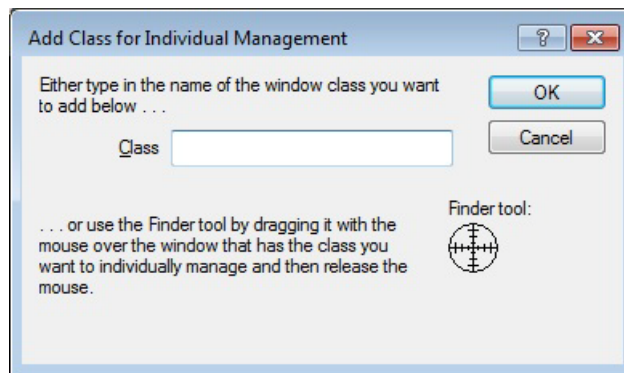 Add Class for Individual Management
?
Either type in the name of the window class you want
to add below . . .
OK
Class
Cancel
. . . or use the Finder tool by dragging it with the
mouse over the window that has the class you
want to individually manage and then release the
mouse.
Finder tool: